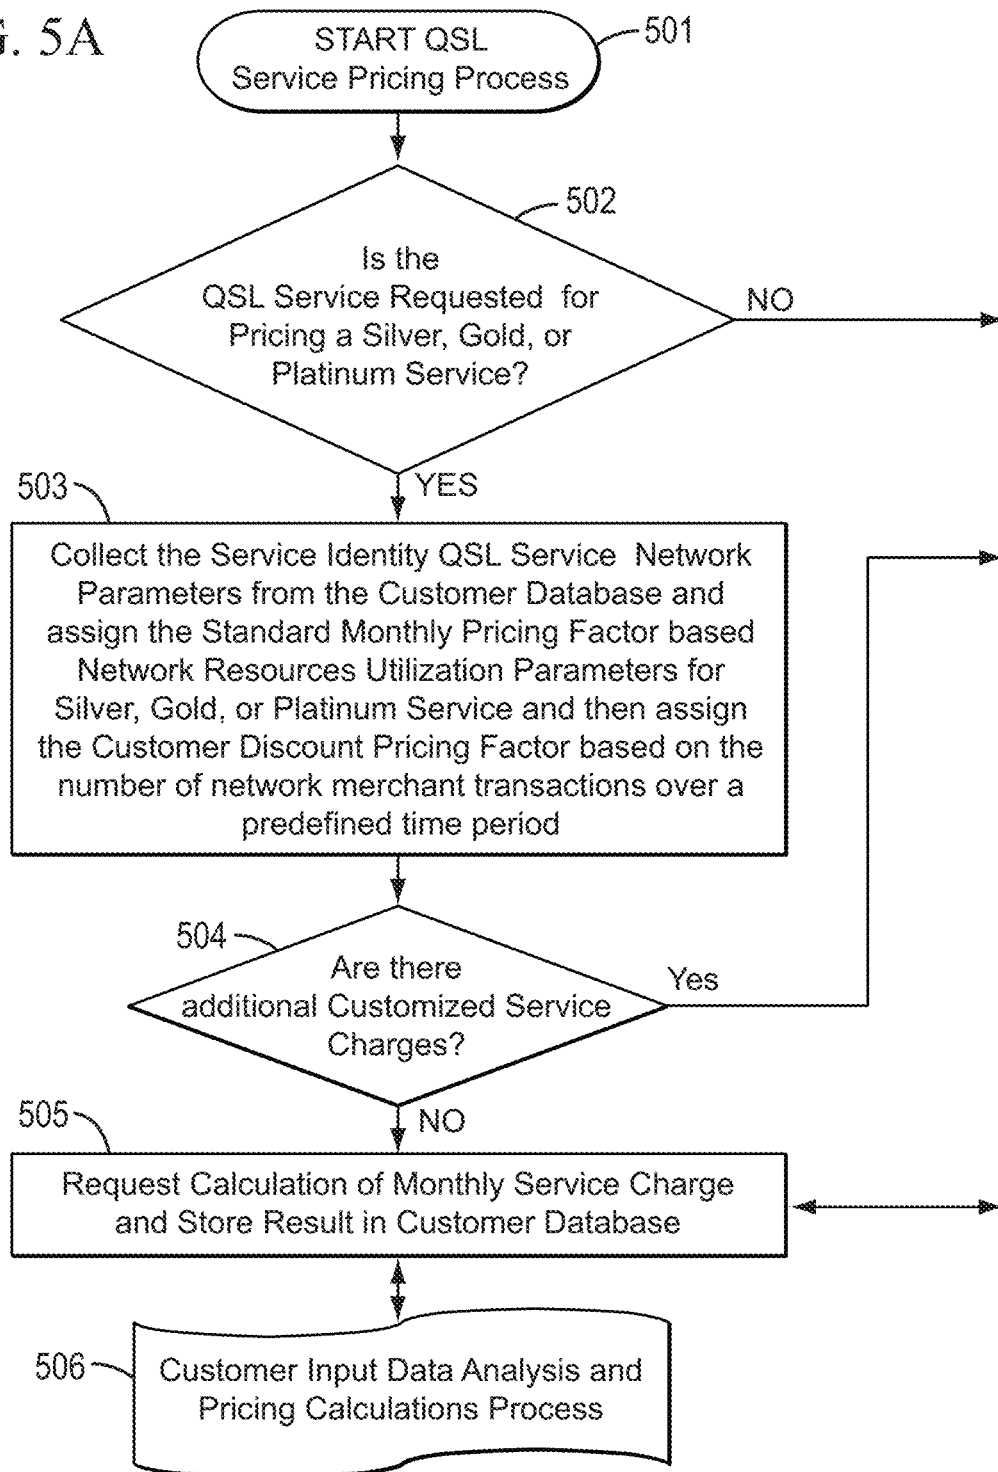 . 5A
START QSL
Service Pricing Process
501
502
Is the
QSL Service Requested for
Pricing a Silver, Gold, or
Platinum Service?
NO
YES
503
Collect the Service Identity QSL Service Network
Parameters from the Customer Database and
assign the Standard Monthly Pricing Factor based
Network Resources Utilization Parameters for
Silver, Gold, or Platinum Service and then assign
the Customer Discount Pricing Factor based on the
number of network merchant transactions over a
predefined time period
504
Are there
additional Customized Service
Charges?
Yes
NO
505
Request Calculation of Monthly Service Charge
and Store Result in Customer Database
506
Customer Input Data Analysis and
Pricing Calculations Process